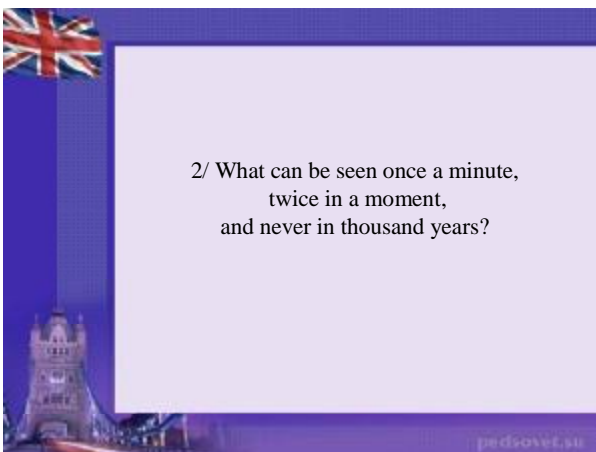 2/ What can be seen once a minute,
twice in a moment,
and never in thousand years?
pedsovet.su